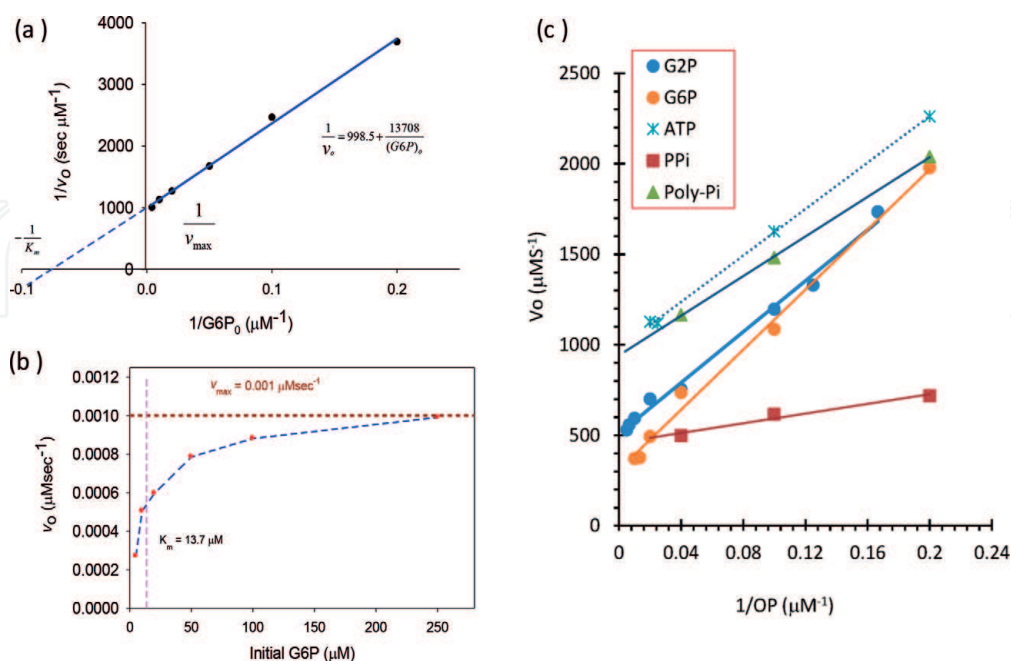 (a)
4000
3000
2000
1000
0
1/vo (sec μM⁻¹)
1/vo = 998.5 + 13708/(G6P)o
1/vmax
-1/Km
-0.1
0.0
0.1
0.2
1/G6P0 (μM⁻¹)
(b)
0.0012
0.0010
0.0008
0.0006
0.0004
0.0002
0.0000
vo (μMsec⁻¹)
vmax = 0.001 μMsec⁻¹
Km = 13.7 μM
0 50 100 150 200 250
Initial G6P (μM)
(c)
G2P
G6P
ATP
PPi
Poly-Pi
2500
2000
1500
1000
500
0
Vo (μMS⁻¹)
0 0.04 0.08 0.12 0.16 0.2 0.24
1/OP (μM⁻¹)